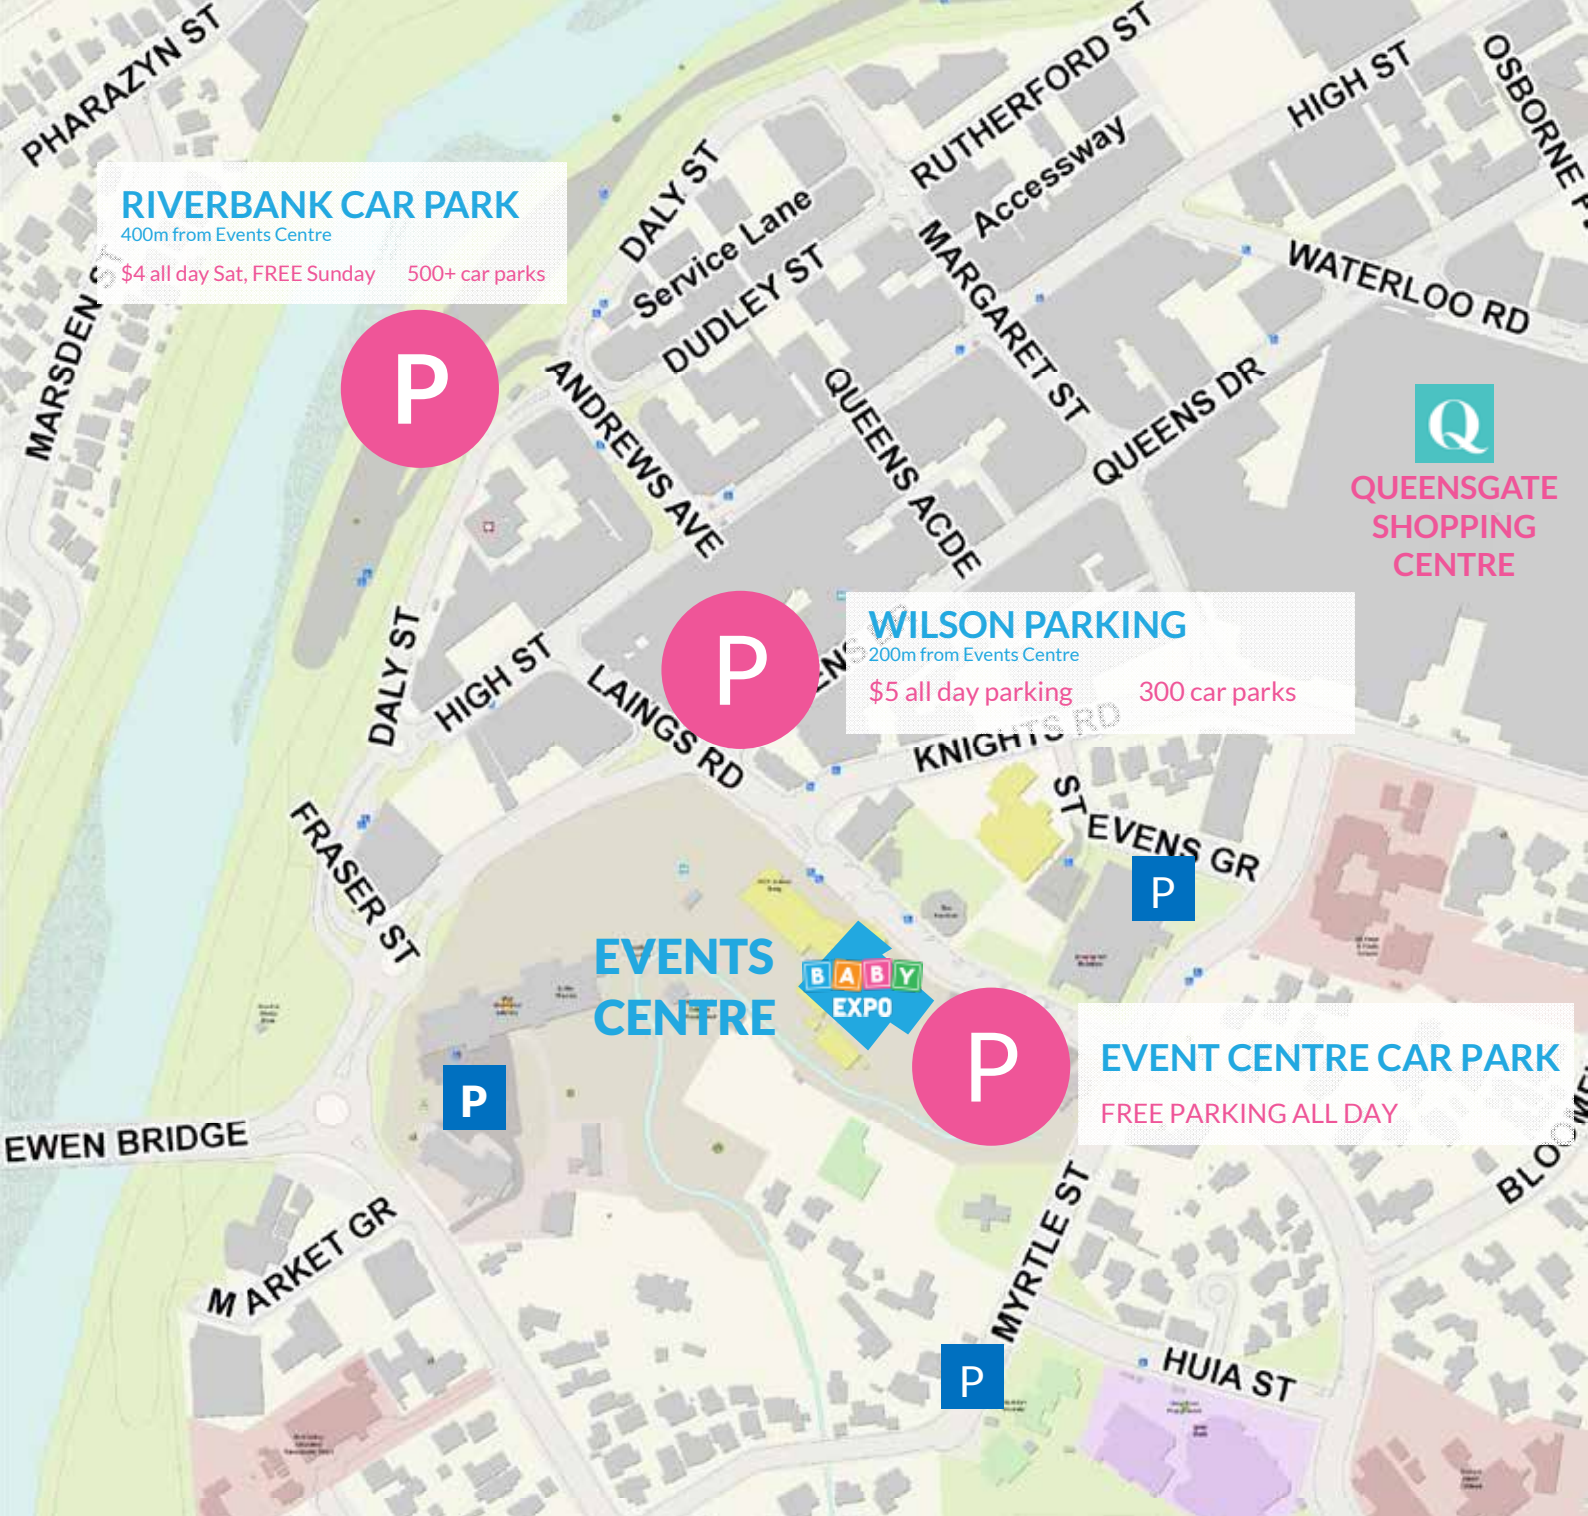 PHARAZYN ST
RUTHERFORD ST
HIGH ST
OSBORNE
Accessway
DALY ST
RIVERBANK CAR PARK
400m from Events Centre
$4 all day Sat, FREE Sunday 500+ car parks
MARSDEN ST
Service Lane
DUDLEY ST
MARGARET ST
WATERLOO RD
P
ANDREWS AVE
QUEENS ACDE
QUEENS DR
Q
QUEENSGATE
SHOPPING
CENTRE
DALY ST
HIGH ST
LAINGS RD
P
WILSON PARKING
200m from Events Centre
$5 all day parking 300 car parks
KNIGHTS RD
ST EVENS GR
P
FRASER ST
EVENTS
CENTRE
BABY
EXPO
P
EVENT CENTRE CAR PARK
FREE PARKING ALL DAY
P
EWEN BRIDGE
MARKET GR
MYRTLE ST
P
HUIA ST